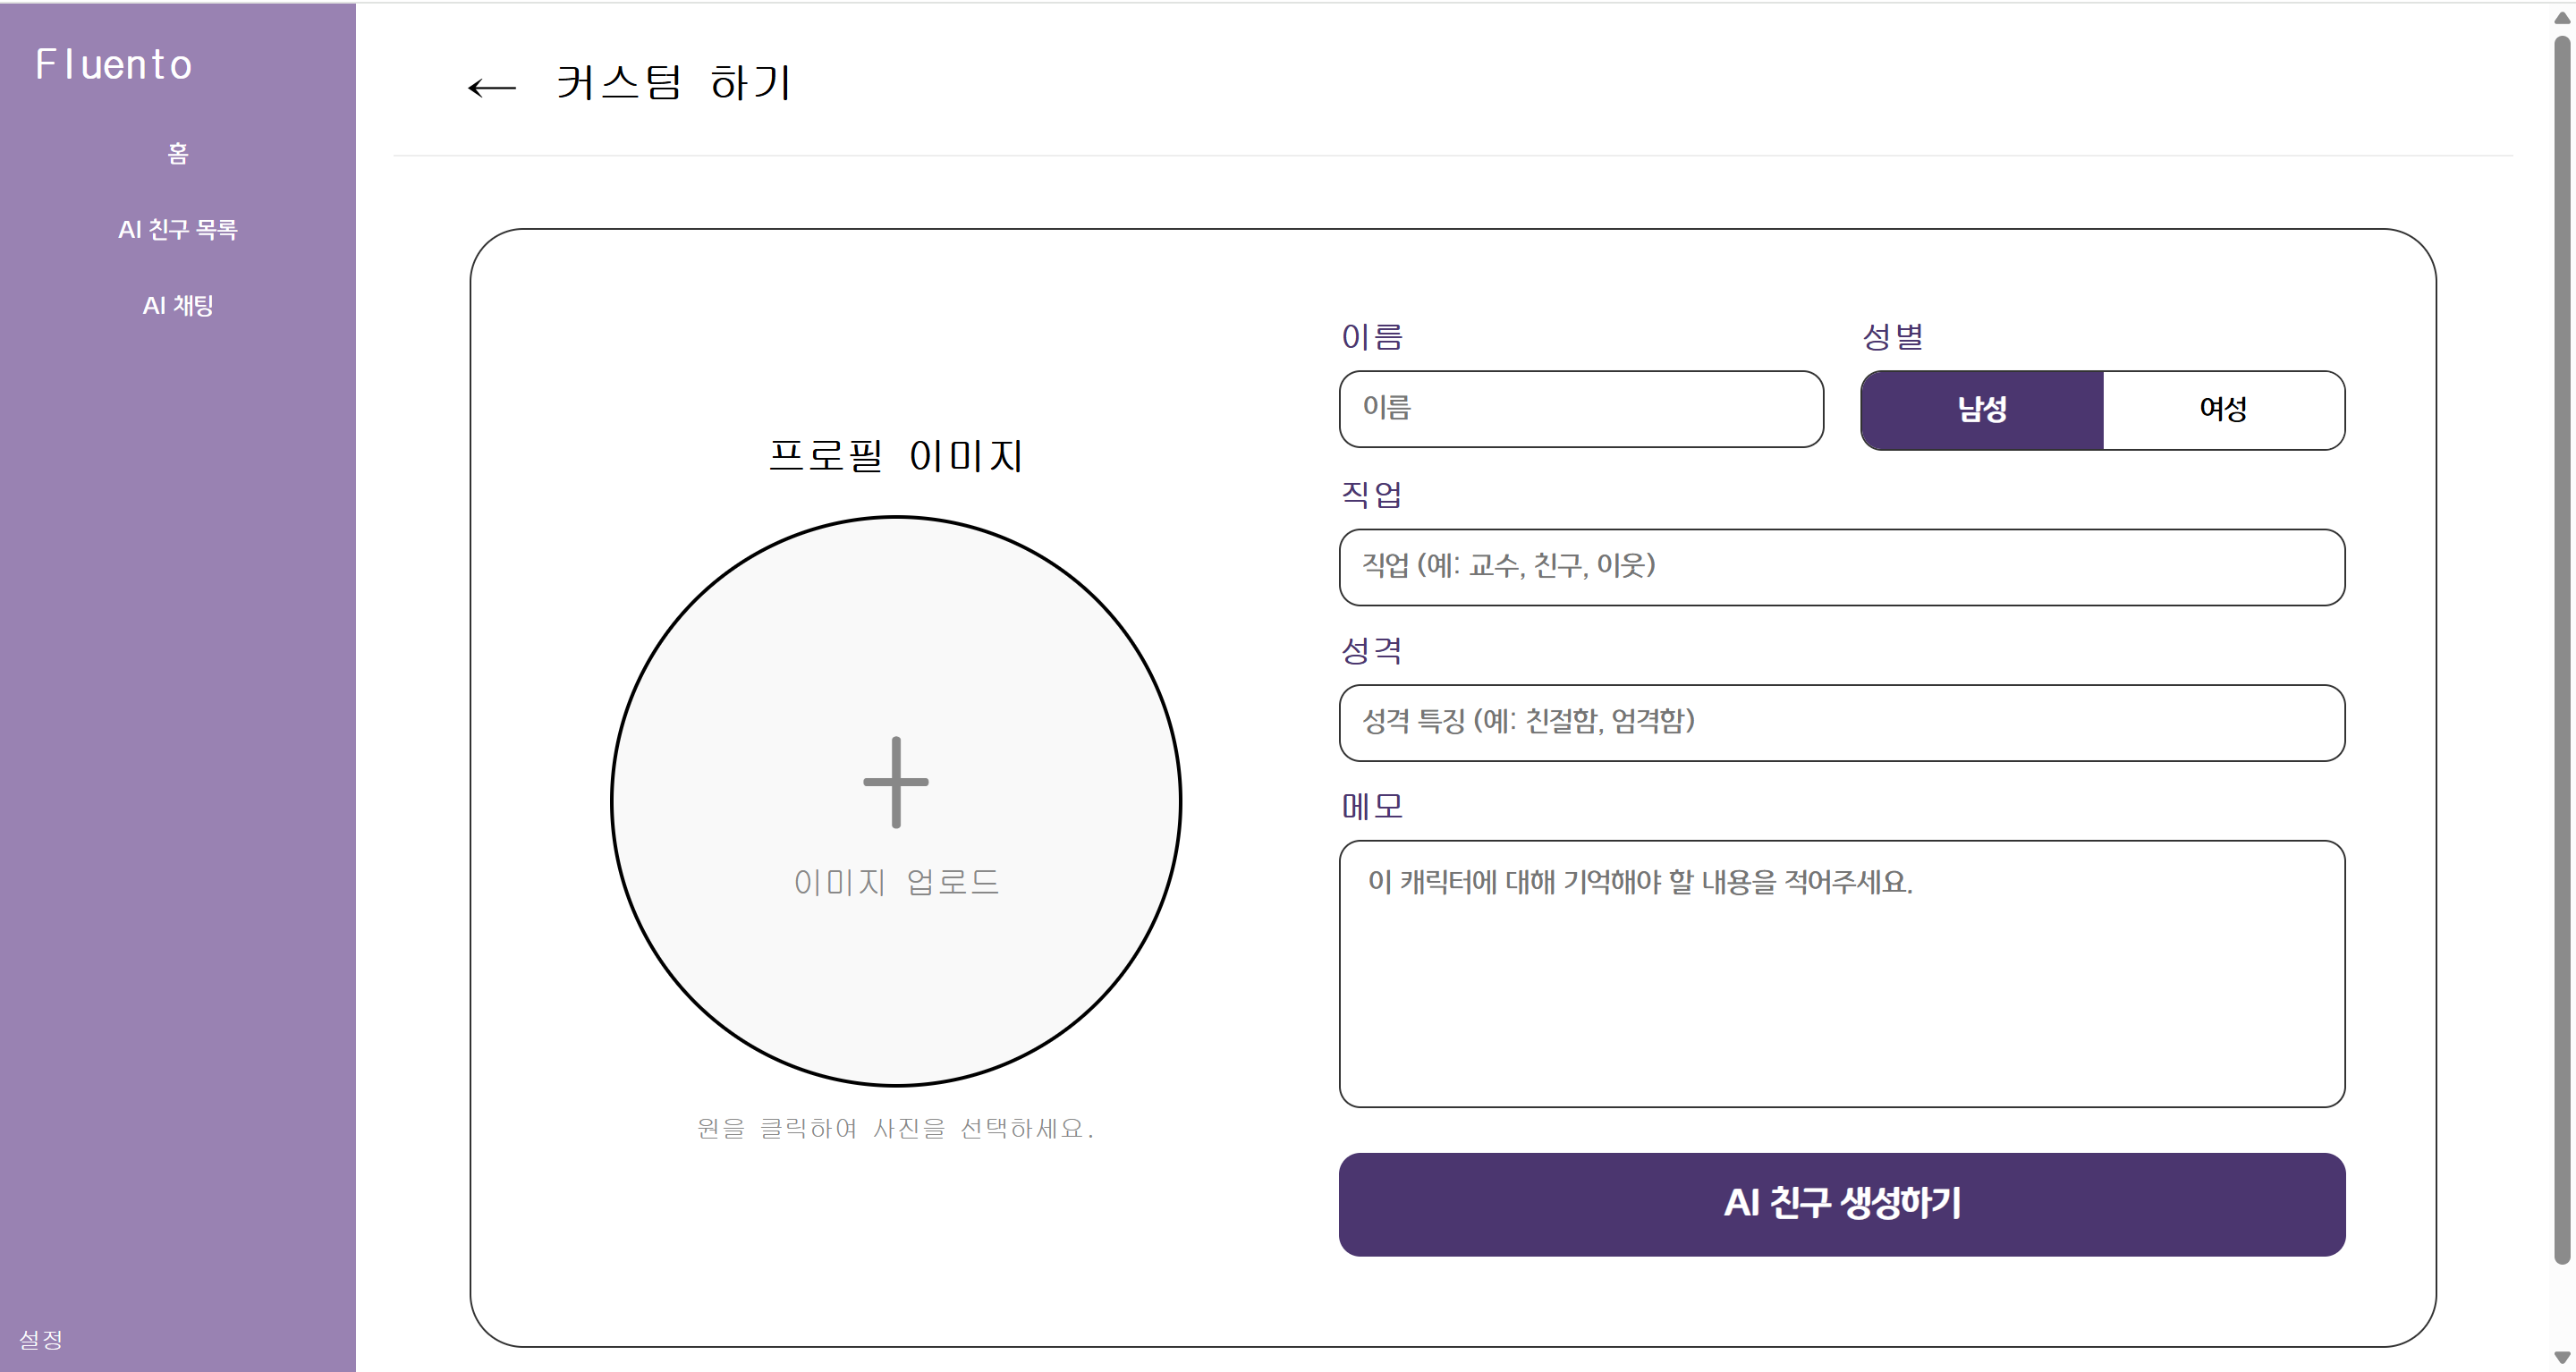 Fluento
홈
AI 친구 목록
AI 채팅
설정
← 커스텀 하기
프로필 이미지
이미지 업로드
원을 클릭하여 사진을 선택하세요.
이름
이름
성별
남성 여성
직업
직업 (예: 교수, 친구, 이웃)
성격
성격 특징 (예: 친절함, 엄격함)
메모
이 캐릭터에 대해 기억해야 할 내용을 적어주세요.
AI 친구 생성하기